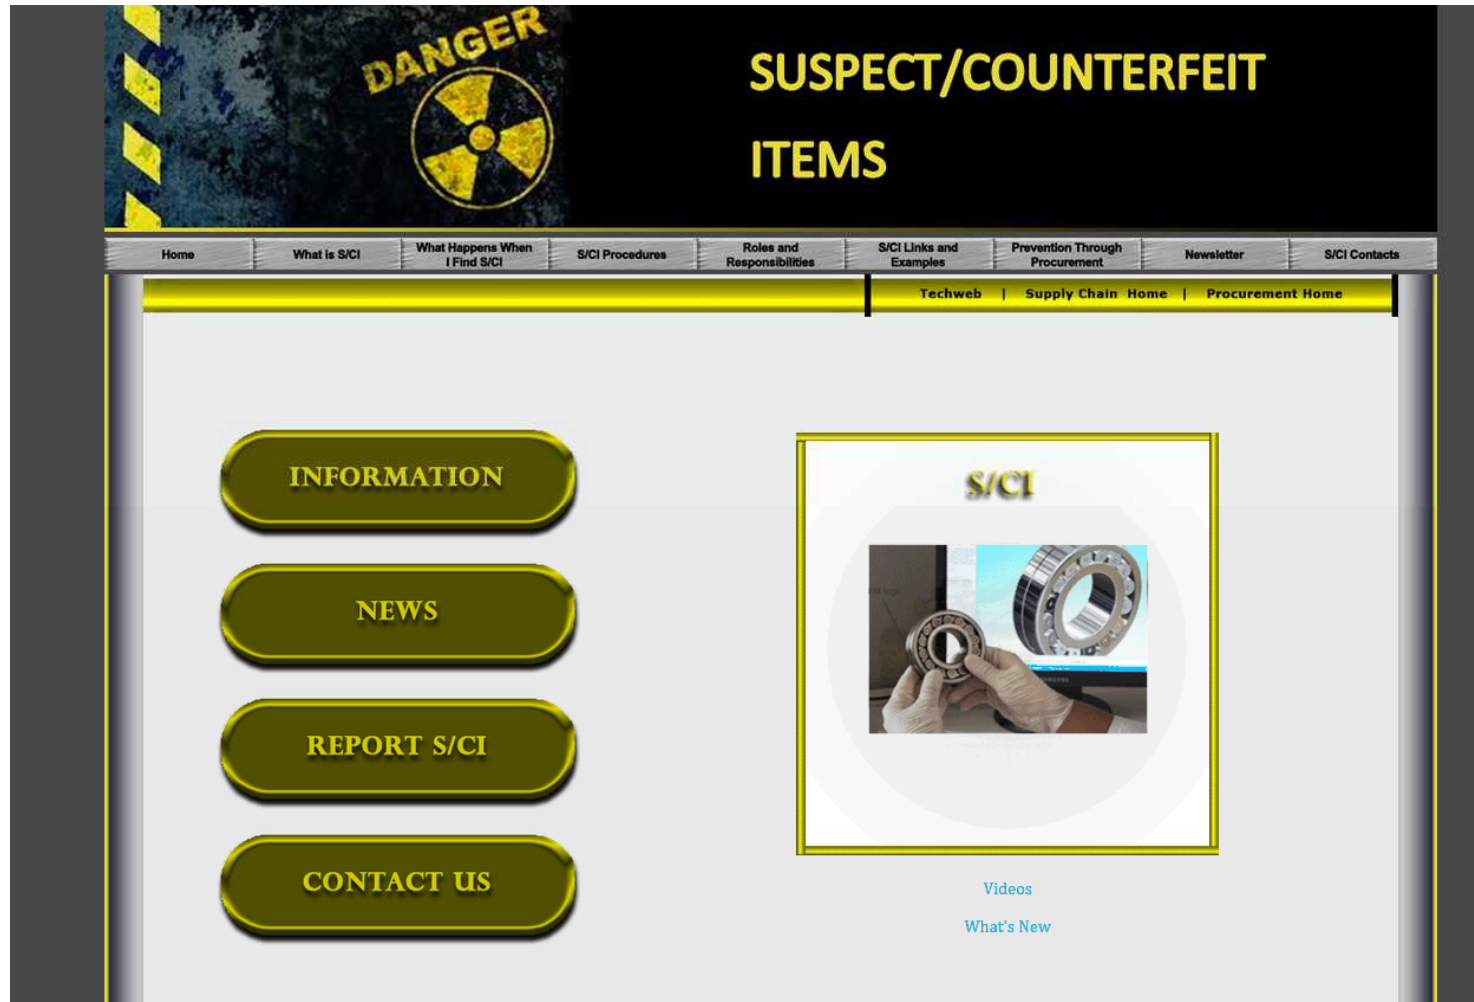 DANGER
SUSPECT/COUNTERFEIT
ITEMS
Home
What is S/CI
What Happens When
I Find S/CI
S/CI Procedures
Roles and
Responsibilities
S/CI Links and
Examples
Prevention Through
Procurement
Newsletter
S/CI Contacts
Techweb | Supply Chain Home | Procurement Home
INFORMATION
NEWS
REPORT S/CI
CONTACT US
S/CI
SAMSUNG
Videos
What's New